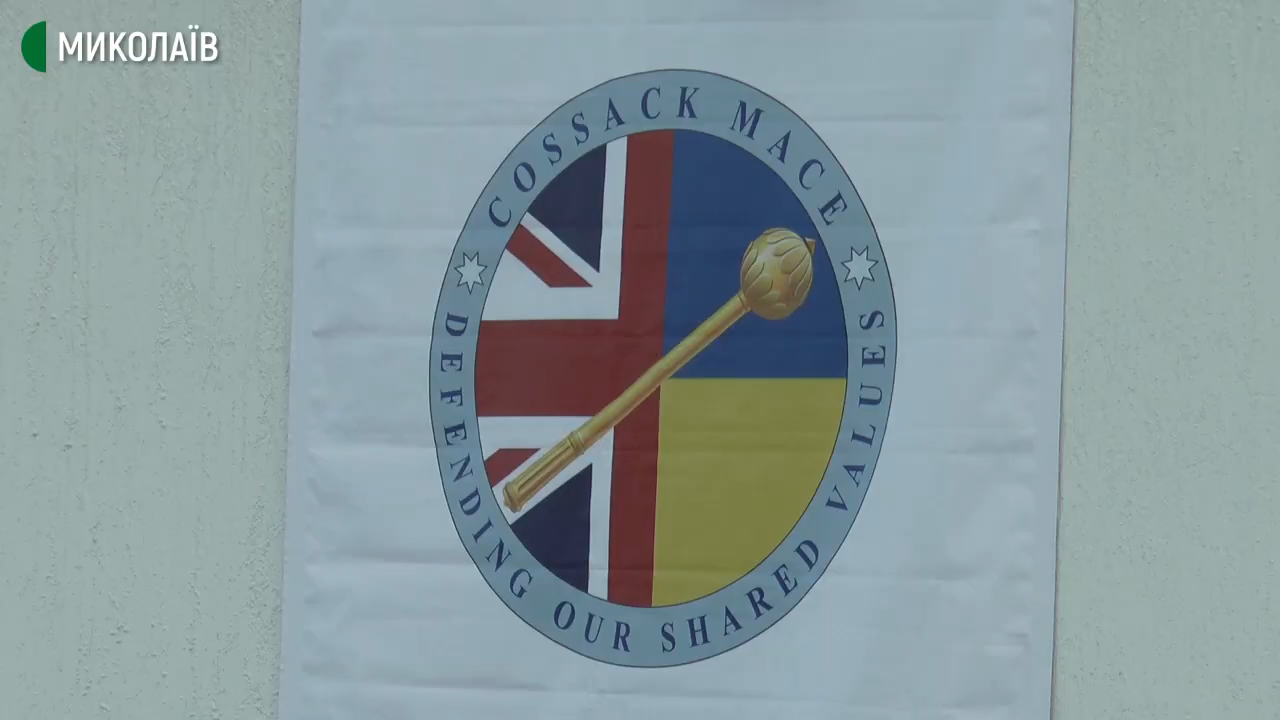 МИКОЛАЇВ
COSSACK MACE
DEFENDING OUR SHARED VALUES